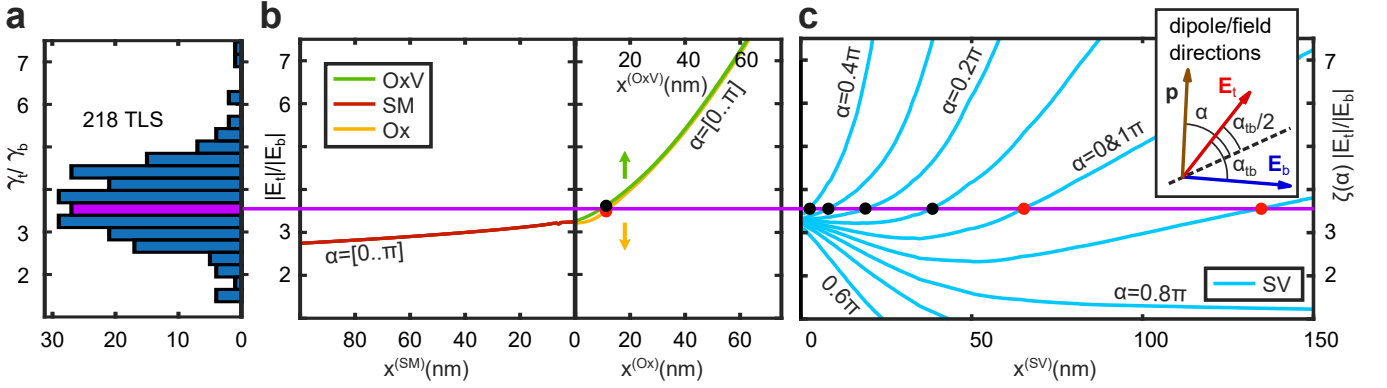 a
218 TLS
γt/ γb
7
6
5
4
3
2
30
20
10
0
b
OxV
SM
Ox
|Et|/|Eb|
7
6
5
4
3
2
α=[0..π]
80
60
40
20
0
x(SM)(nm)
0
20
40
60
x(OxV)(nm)
α=[0..π]
20
40
60
x(Ox)(nm)
c
α=0.4π
α=0.2π
α=0&1π
α=0.8π
0.6π
dipole/field
directions
p
Et
α
αtb/2
αtb
Eb
SV
7
3
2
ζ(α) |Et|/|Eb|
0
50
100
150
x(SV)(nm)